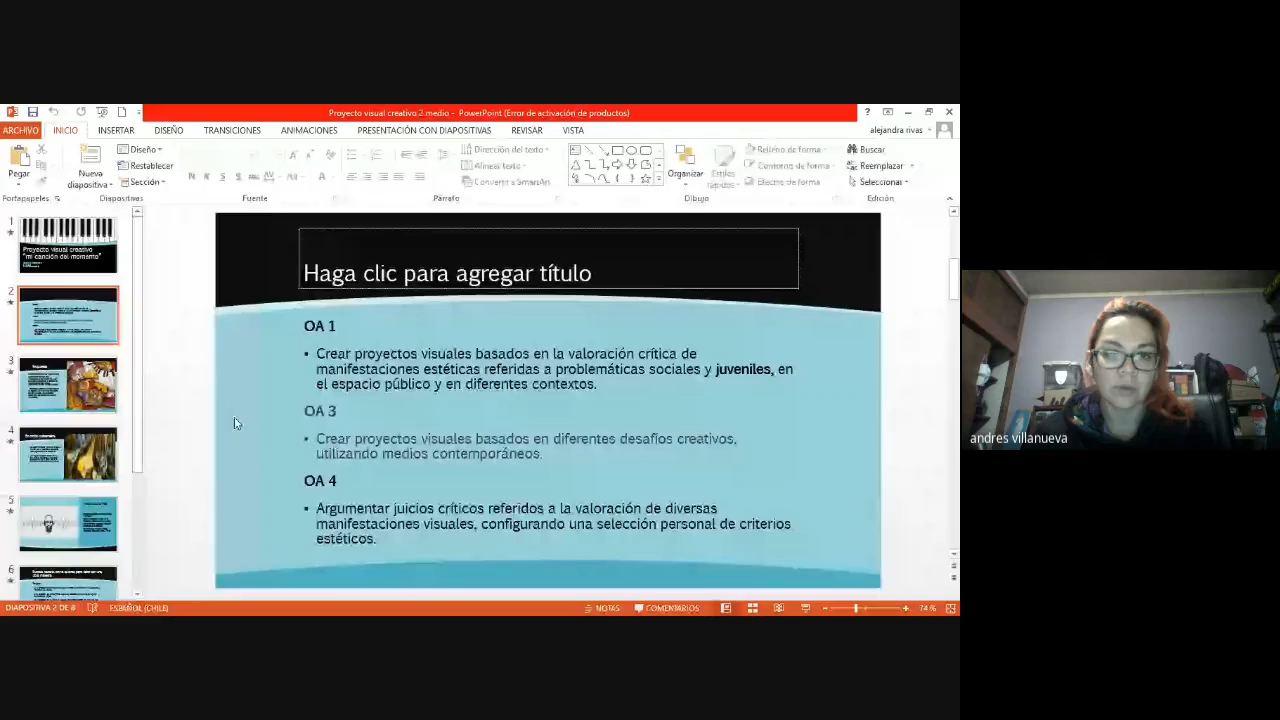 Proyecto visual creativo 2 medio - PowerPoint (Error de activación de productos)
ARCHIVO INICIO INSERTAR DISEÑO TRANSICIONES ANIMACIONES PRESENTACIÓN CON DIAPOSITIVAS REVISAR VISTA
alejandra rivas
Pegar
Nueva
diapositiva
Diseño
Restablecer
Sección
N K S
Dirección del texto
Alinear texto
Convertir a SmartArt
Organizar
Estilos
rápidos
Relleno de forma
Contorno de forma
Efectos de forma
Buscar
Reemplazar
Seleccionar
Portapapeles Diapositivas Fuente Párrafo Dibujo Edición
1
Proyecto visual creativo
"mi canción del momento"
2
3
4
5
6
Haga clic para agregar título
OA 1
• Crear proyectos visuales basados en la valoración crítica de
manifestaciones estéticas referidas a problemáticas sociales y juveniles, en
el espacio público y en diferentes contextos.
OA 3
• Crear proyectos visuales basados en diferentes desafíos creativos,
utilizando medios contemporáneos.
OA 4
• Argumentar juicios críticos referidos a la valoración de diversas
manifestaciones visuales, configurando una selección personal de criterios
estéticos.
andres villanueva
DIAPOSITIVA 2 DE 8 ESPAÑOL (CHILE) NOTAS COMENTARIOS 74 %